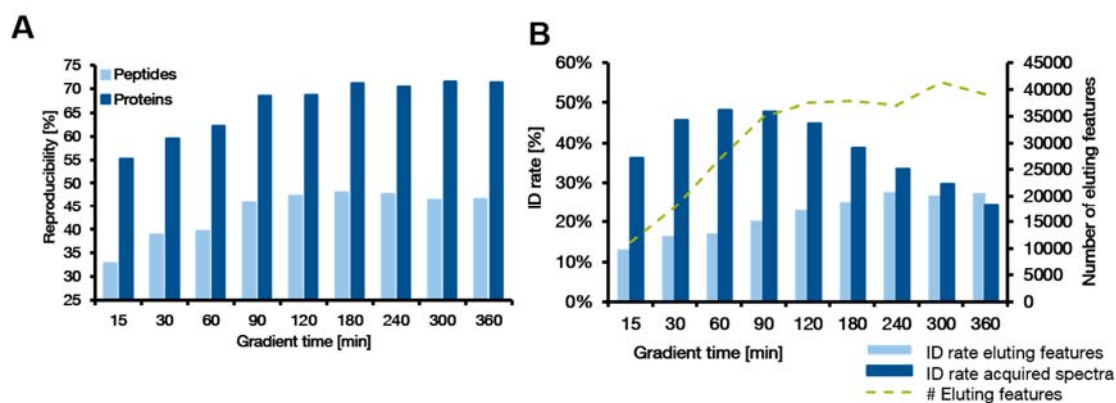 A
Reproducibility [%]
75
70
65
60
55
50
45
40
35
30
25
Peptides
Proteins
15 30 60 90 120 180 240 300 360
Gradient time [min]
B
ID rate [%]
60%
50%
40%
30%
20%
10%
0%
45000
40000
35000
30000
25000
20000
15000
10000
5000
0
Number of eluting features
15 30 60 90 120 180 240 300 360
Gradient time [min]
ID rate eluting features
ID rate acquired spectra
# Eluting features